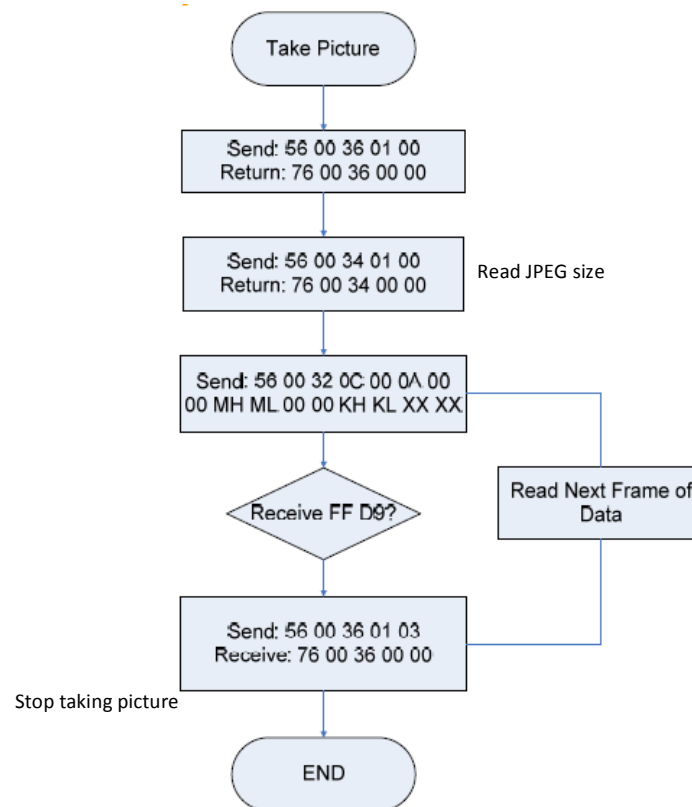 Take Picture
Send: 56 00 36 01 00
Return: 76 00 36 00 00
Send: 56 00 34 01 00
Return: 76 00 34 00 00
Read JPEG size
Send: 56 00 32 0C 00 0A 00
00 MH ML 00 00 KH KL XX XX
Receive FF D9?
Read Next Frame of
Data
Send: 56 00 36 01 03
Receive: 76 00 36 00 00
Stop taking picture
END